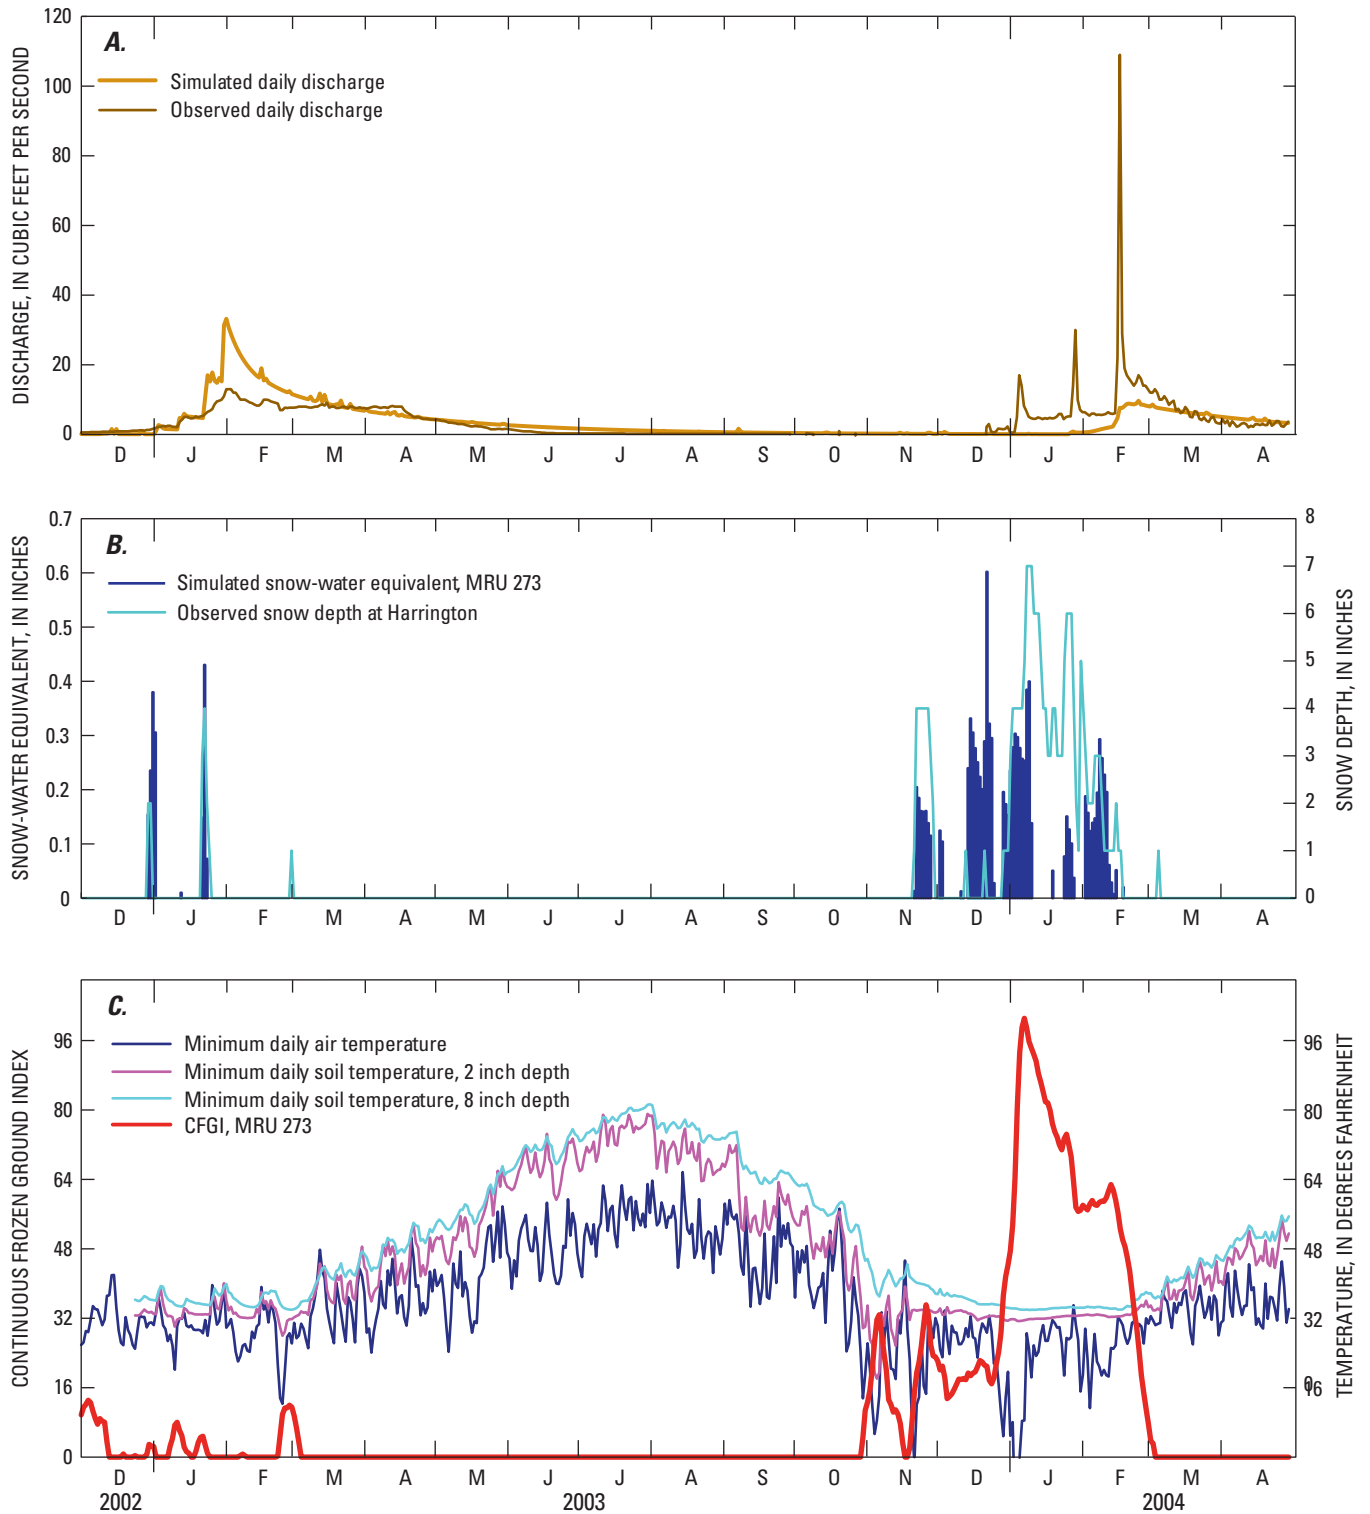 A.
Simulated daily discharge
Observed daily discharge
DISCHARGE, IN CUBIC FEET PER SECOND
120
100
80
60
40
20
0
D J F M A M J J A S O N D J F M A
B.
Simulated snow-water equivalent, MRU 273
Observed snow depth at Harrington
SNOW-WATER EQUIVALENT, IN INCHES
0.7
0.6
0.5
0.4
0.3
0.2
0.1
0
8
7
6
5
4
3
2
1
0
SNOW DEPTH, IN INCHES
D J F M A M J J A S O N D J F M A
C.
Minimum daily air temperature
Minimum daily soil temperature, 2 inch depth
Minimum daily soil temperature, 8 inch depth
CFGI, MRU 273
CONTINUOUS FROZEN GROUND INDEX
96
80
64
48
32
16
0
96
80
64
48
32
16
0
TEMPERATURE, IN DEGREES FAHRENHEIT
D J F M A M J J A S O N D J F M A
2002 2003 2004